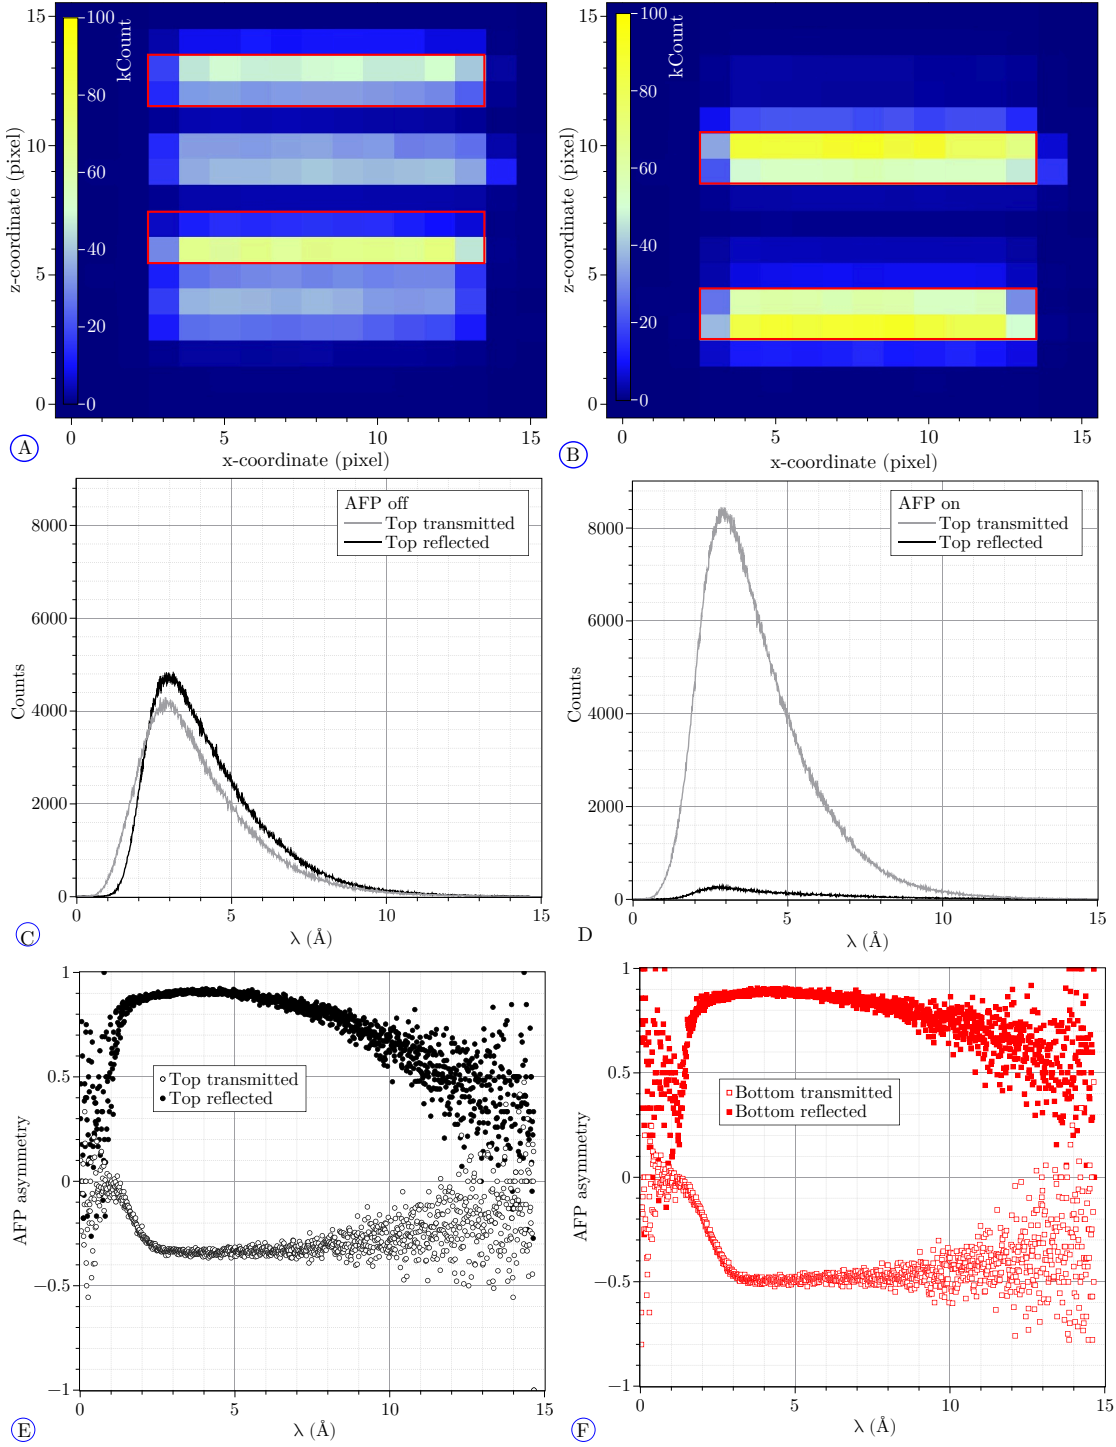 15
10
5
0
z-coordinate (pixel)
100
80
60
40
20
0
kCount
0 5 10 15
x-coordinate (pixel)
A
15
10
5
0
z-coordinate (pixel)
100
80
60
40
20
0
kCount
0 5 10 15
x-coordinate (pixel)
B
8000
6000
4000
2000
0
Counts
AFP off
Top transmitted
Top reflected
0 5 10 15
λ (Å)
C
8000
6000
4000
2000
0
Counts
AFP on
Top transmitted
Top reflected
0 5 10 15
λ (Å)
D
1
0.5
0
−0.5
−1
AFP asymmetry
Top transmitted
Top reflected
0 5 10 15
λ (Å)
E
1
0.5
0
−0.5
−1
AFP asymmetry
Bottom transmitted
Bottom reflected
0 5 10 15
λ (Å)
F